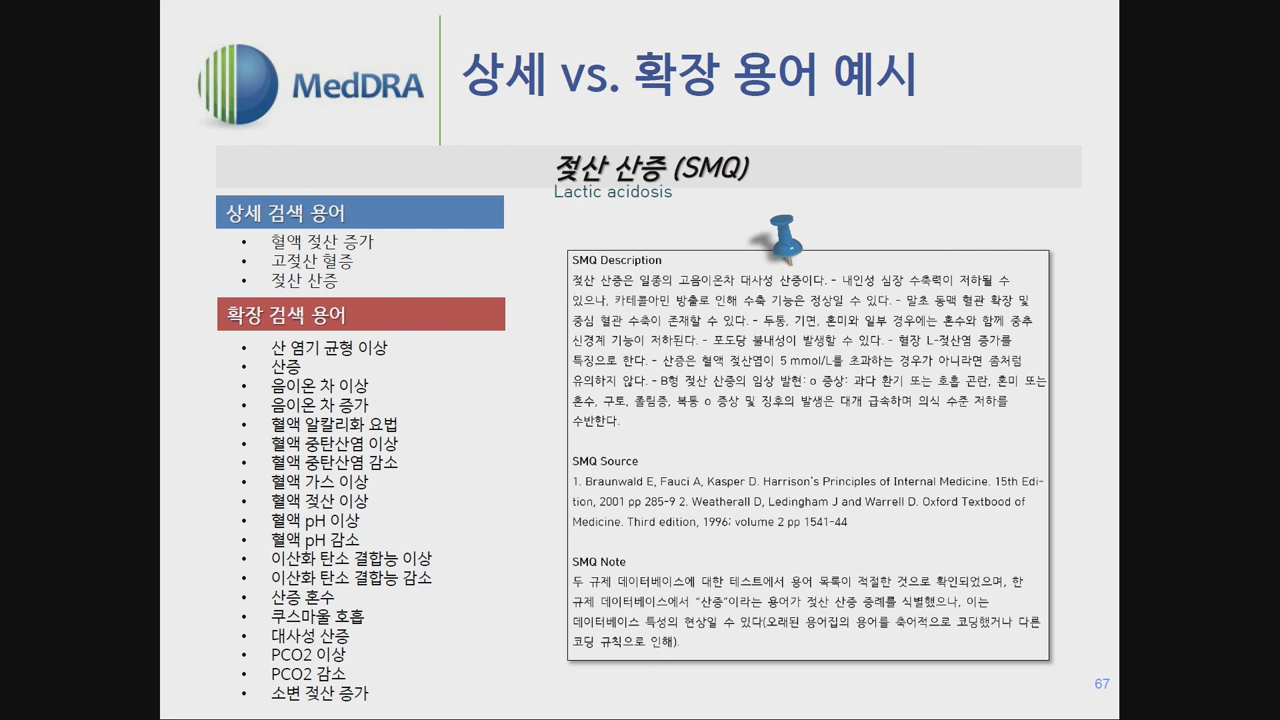 MedDRA
상세 vs. 확장 용어 예시
젖산 산증 (SMQ)
Lactic acidosis
상세 검색 용어
• 혈액 젖산 증가
• 고젖산 혈증
• 젖산 산증
확장 검색 용어
• 산 염기 균형 이상
• 산증
• 음이온 차 이상
• 음이온 차 증가
• 혈액 알칼리화 요법
• 혈액 중탄산염 이상
• 혈액 중탄산염 감소
• 혈액 가스 이상
• 혈액 젖산 이상
• 혈액 pH 이상
• 혈액 pH 감소
• 이산화 탄소 결합능 이상
• 이산화 탄소 결합능 감소
• 산증 혼수
• 쿠스마울 호흡
• 대사성 산증
• PCO2 이상
• PCO2 감소
• 소변 젖산 증가
SMQ Description
젖산 산증은 일종의 고음이온차 대사성 산증이다. - 내인성 심장 수축력이 저하될 수
있으나, 카테콜아민 방출로 인해 수축 기능은 정상일 수 있다. - 말초 동맥 혈관 확장 및
중심 혈관 수축이 존재할 수 있다. - 두통, 기면, 혼미와 일부 경우에는 혼수와 함께 중추
신경계 기능이 저하된다. - 포도당 불내성이 발생할 수 있다. - 혈장 L-젖산염 증가를
특징으로 한다. - 산증은 혈액 젖산염이 5 mmol/L를 초과하는 경우가 아니라면 좀처럼
유의하지 않다. - B형 젖산 산증의 임상 발현: o 증상: 과다 환기 또는 호흡 곤란, 혼미 또는
혼수, 구토, 졸림증, 복통 o 증상 및 징후의 발생은 대개 급속하며 의식 수준 저하를
수반한다.
SMQ Source
1. Braunwald E, Fauci A, Kasper D. Harrison's Principles of Internal Medicine. 15th Edi-
tion, 2001 pp 285-9 2. Weatherall D, Ledingham J and Warrell D. Oxford Textbood of
Medicine. Third edition, 1996; volume 2 pp 1541-44
SMQ Note
두 규제 데이터베이스에 대한 테스트에서 용어 목록이 적절한 것으로 확인되었으며, 한
규제 데이터베이스에서 "산증"이라는 용어가 젖산 산증 증례를 식별했으나, 이는
데이터베이스 특성의 현상일 수 있다(오래된 용어집의 용어를 축어적으로 코딩했거나 다른
코딩 규칙으로 인해).
67